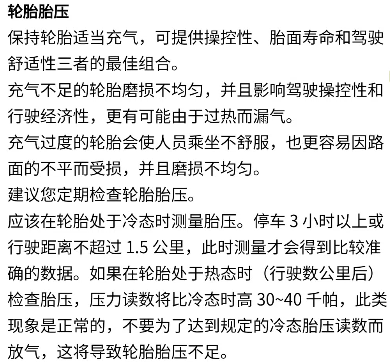 轮胎胎压
保持轮胎适当充气，可提供操控性、胎面寿命和驾驶
舒适性三者的最佳组合。
充气不足的轮胎磨损不均匀，并且影响驾驶操控性和
行驶经济性，更有可能由于过热而漏气。
充气过度的轮胎会使人员乘坐不舒服，也更容易因路
面的不平而受损，并且磨损不均匀。
建议您定期检查轮胎胎压。
应该在轮胎处于冷态时测量胎压。停车 3 小时以上或
行驶距离不超过 1.5 公里，此时测量才会得到比较准
确的数据。如果在轮胎处于热态时（行驶数公里后）
检查胎压，压力读数将比冷态时高 30~40 千帕，此类
现象是正常的，不要为了达到规定的冷态胎压读数而
放气，这将导致轮胎胎压不足。